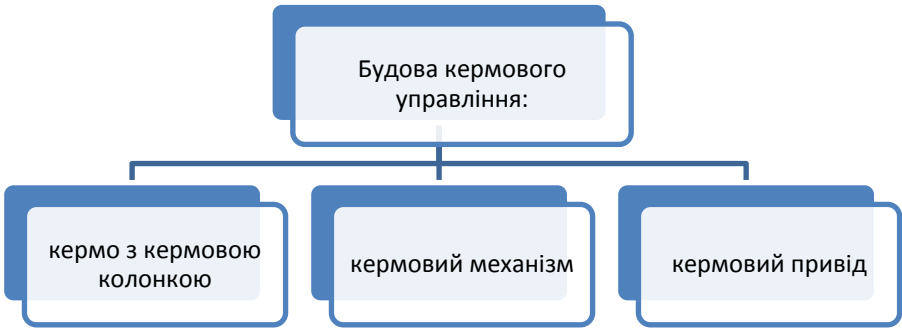 Будова кермового
управління:
кермо з кермовою
колонкою
кермовий механізм
кермовий привід